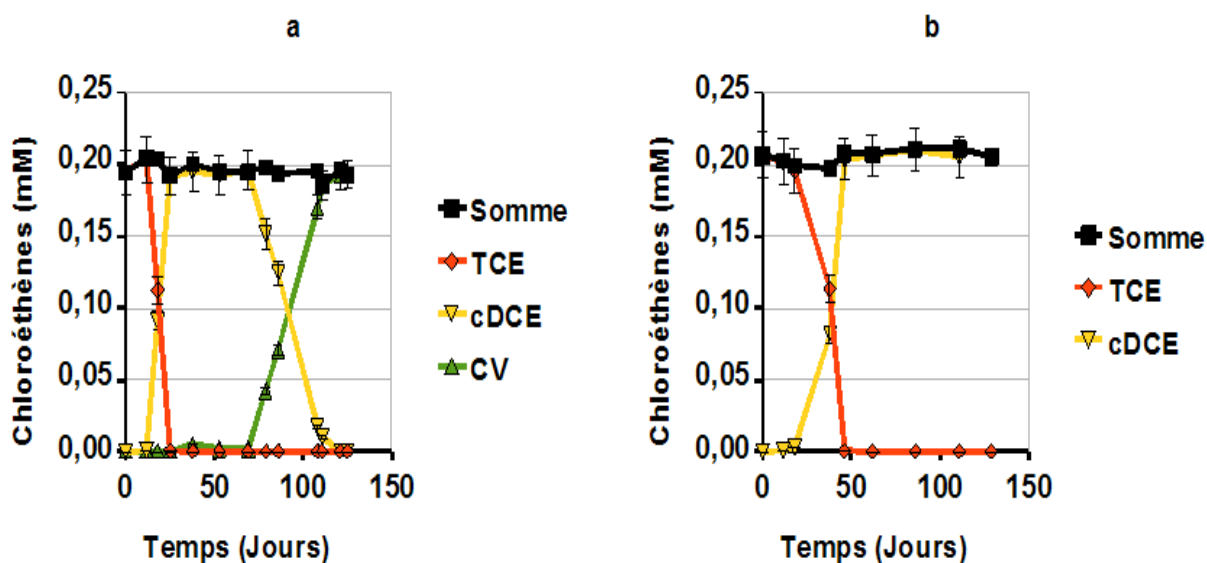 a
Chloroéthènes (mM)
0,25
0,20
0,15
0,10
0,05
0,00
0 50 100 150
Temps (Jours)
Somme
TCE
cDCE
CV
b
Chloroéthènes (mM)
0,25
0,20
0,15
0,10
0,05
0,00
0 50 100 150
Temps (Jours)
Somme
TCE
cDCE